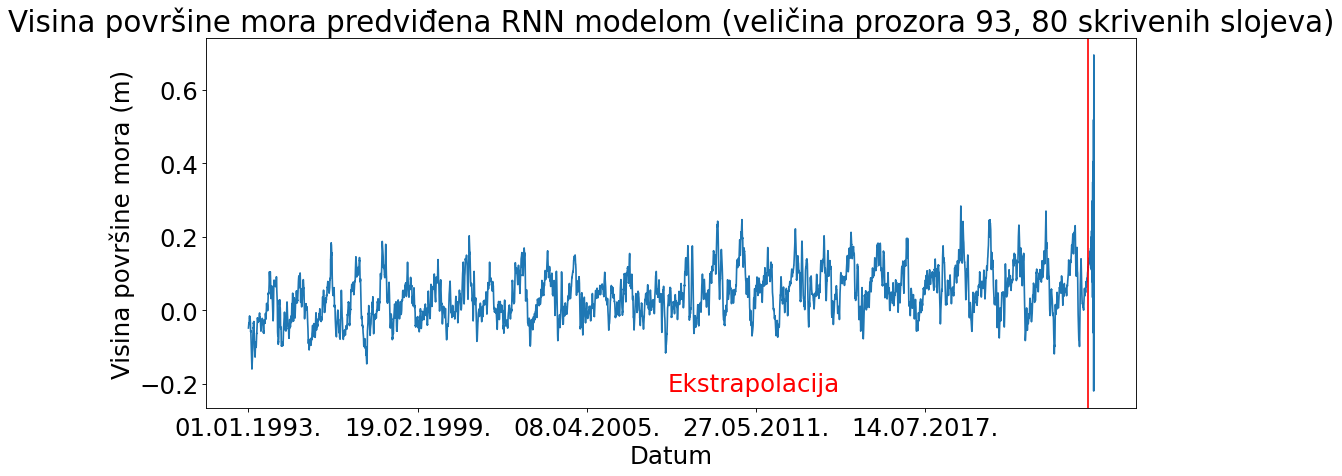 Visina površine mora predviđena RNN modelom (veličina prozora 93, 80 skrivenih slojeva)
Visina površine mora (m)
0.6
0.4
0.2
0.0
−0.2
Ekstrapolacija
01.01.1993. 19.02.1999. 08.04.2005. 27.05.2011. 14.07.2017.
Datum